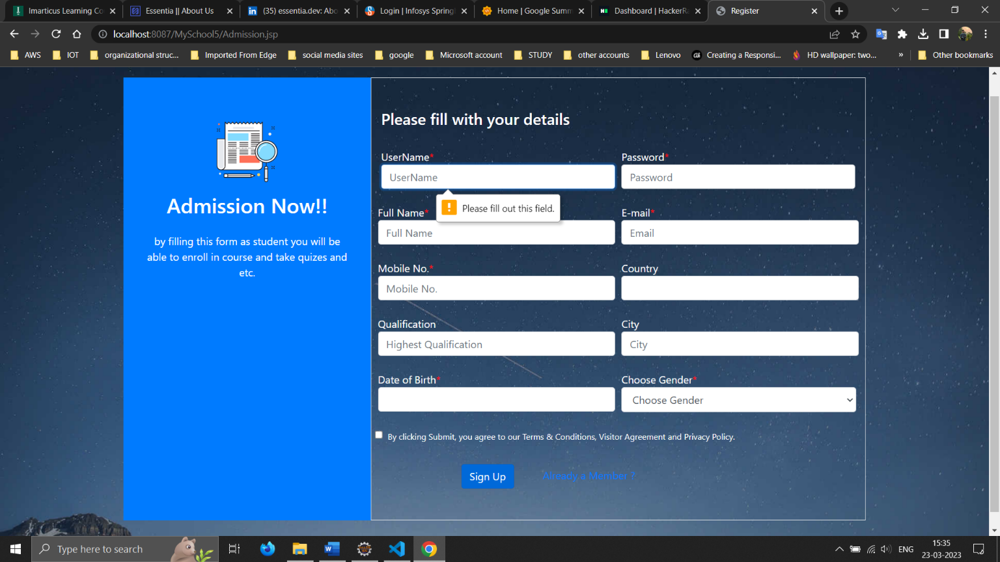 Imarticus Learning Co
Essentia || About Us
(35) essentia.dev: Abo
Login | Infosys Spring
Home | Google Summ
Dashboard | HackerRa
Register
localhost:8087/MySchool5/Admission.jsp
AWS
IOT
organizational struc...
Imported From Edge
social media sites
google
Microsoft account
STUDY
other accounts
Lenovo
Creating a Responsi...
HD wallpaper: two...
»
Other bookmarks
Admission Now!!
by filling this form as student you will be
able to enroll in course and take quizes and
etc.
Please fill with your details
UserName*
Password*
UserName
Password
Please fill out this field.
Full Name*
E-mail*
Full Name
Email
Mobile No.*
Country
Mobile No.
Qualification
City
Highest Qualification
City
Date of Birth*
Choose Gender*
Choose Gender
By clicking Submit, you agree to our Terms & Conditions, Visitor Agreement and Privacy Policy.
Sign Up
Already a Member ?
Type here to search
ENG
15:35
23-03-2023